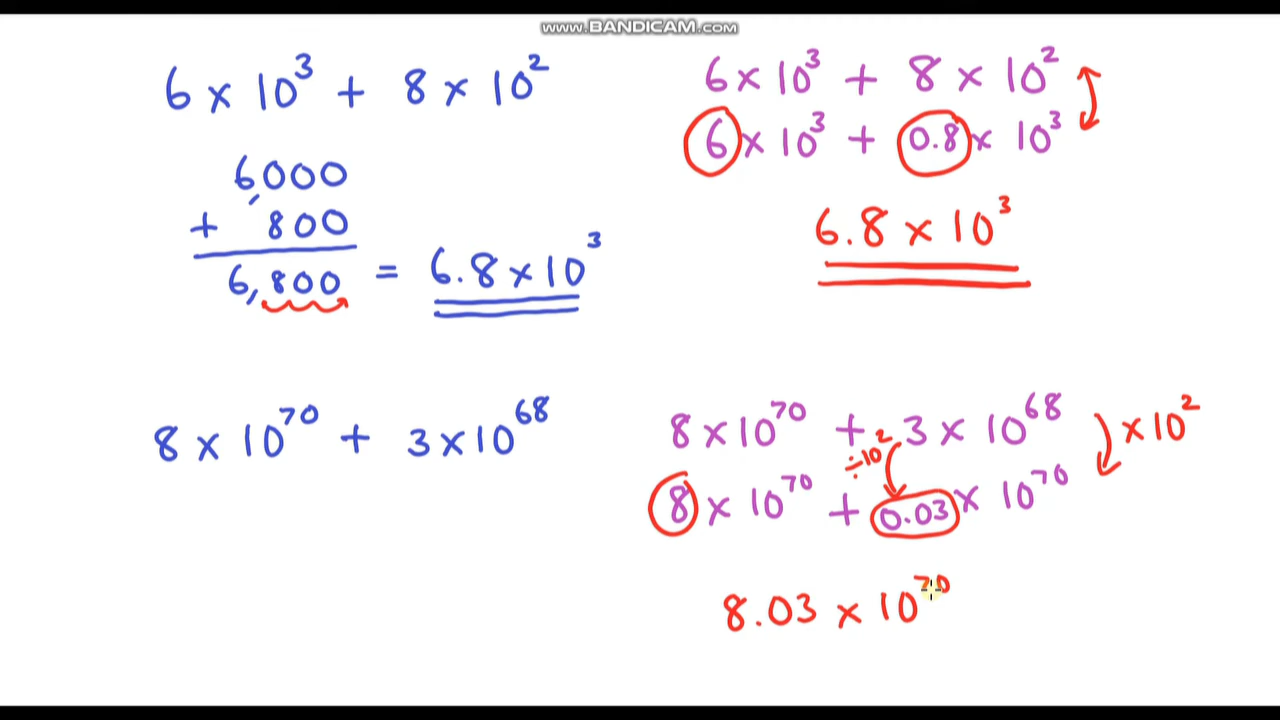 www.BANDICAM.com
6 × 10³ + 8 × 10²
6000
+ 800
6,800 = 6.8 × 10³
6 × 10³ + 8 × 10²
6 × 10³ + 0.8 × 10³
6.8 × 10³
8 × 10⁷⁰ + 3 × 10⁶⁸
8 × 10⁷⁰ + 3 × 10⁶⁸
× 10²
÷10²
8 × 10⁷⁰ + 0.03 × 10⁷⁰
8.03 × 10⁷⁰